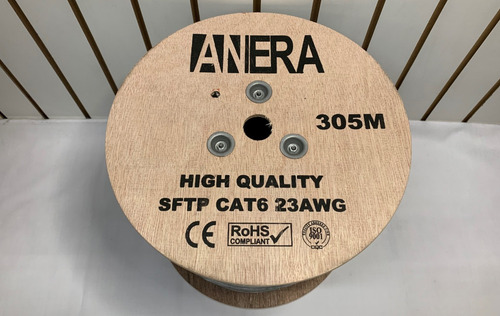 ANERA
305M
HIGH QUALITY
SFTP CAT6 23AWG
CE
RoHS
COMPLIANT
ISO
9001